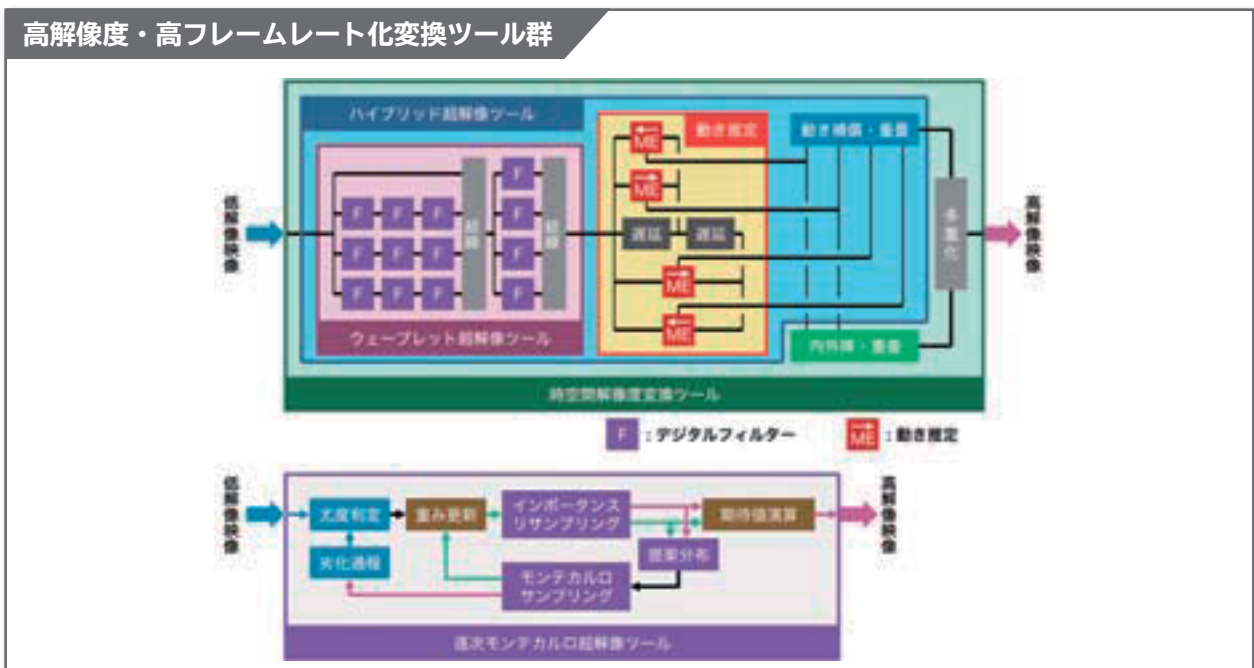 高解像度・高フレームレート化変換ツール群
ハイブリッド超解像ツール
動き推定
動き補償・重畳
ME
F
ME
低解像映像
F F F
結線
F
結線
遅延
遅延
多重化
高解像映像
F F F
F
ME
F F F
F
ME
ウェーブレット超解像ツール
内外挿・重畳
時空間解像度変換ツール
F :デジタルフィルター
ME :動き推定
低解像映像
尤度判定
重み更新
インポータンス
リサンプリング
期待値演算
高解像映像
劣化過程
提案分布
モンテカルロ
サンプリング
逐次モンテカルロ超解像ツール